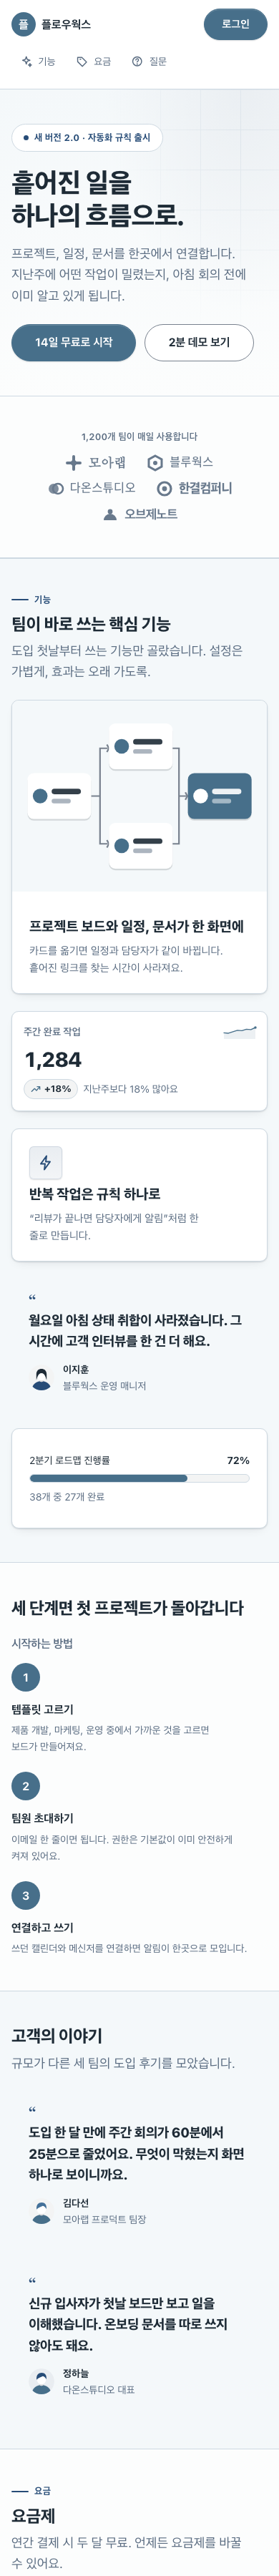 플 플로우웍스
로그인
기능 요금 질문
새 버전 2.0 · 자동화 규칙 출시
흩어진 일을
하나의 흐름으로.
프로젝트, 일정, 문서를 한곳에서 연결합니다.
지난주에 어떤 작업이 밀렸는지, 아침 회의 전에
이미 알고 있게 됩니다.
14일 무료로 시작
2분 데모 보기
1,200개 팀이 매일 사용합니다
모아랩 블루웍스
다온스튜디오 한결컴퍼니
오브제노트
기능
팀이 바로 쓰는 핵심 기능
도입 첫날부터 쓰는 기능만 골랐습니다. 설정은
가볍게, 효과는 오래 가도록.
프로젝트 보드와 일정, 문서가 한 화면에
카드를 옮기면 일정과 담당자가 같이 바뀝니다.
흩어진 링크를 찾는 시간이 사라져요.
주간 완료 작업
1,284
+18% 지난주보다 18% 많아요
반복 작업은 규칙 하나로
“리뷰가 끝나면 담당자에게 알림”처럼 한
줄로 만듭니다.
“
월요일 아침 상태 취합이 사라졌습니다. 그
시간에 고객 인터뷰를 한 건 더 해요.
이지훈
블루웍스 운영 매니저
2분기 로드맵 진행률 72%
38개 중 27개 완료
세 단계면 첫 프로젝트가 돌아갑니다
시작하는 방법
1
템플릿 고르기
제품 개발, 마케팅, 운영 중에서 가까운 것을 고르면
보드가 만들어져요.
2
팀원 초대하기
이메일 한 줄이면 됩니다. 권한은 기본값이 이미 안전하게
켜져 있어요.
3
연결하고 쓰기
쓰던 캘린더와 메신저를 연결하면 알림이 한곳으로 모입니다.
고객의 이야기
규모가 다른 세 팀의 도입 후기를 모았습니다.
“
도입 한 달 만에 주간 회의가 60분에서
25분으로 줄었어요. 무엇이 막혔는지 화면
하나로 보이니까요.
김다선
모아랩 프로덕트 팀장
“
신규 입사자가 첫날 보드만 보고 일을
이해했습니다. 온보딩 문서를 따로 쓰지
않아도 돼요.
정하늘
다온스튜디오 대표
요금
요금제
연간 결제 시 두 달 무료. 언제든 요금제를 바꿀
수 있어요.